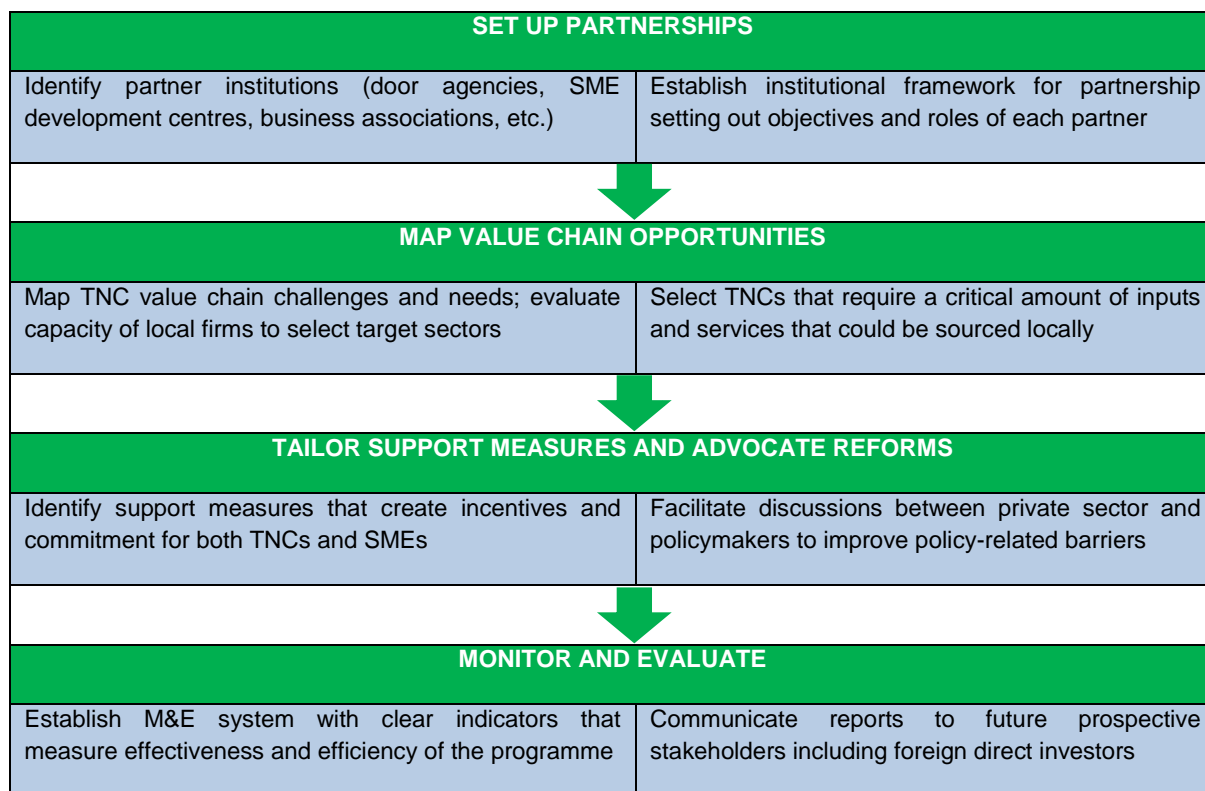 SET UP PARTNERSHIPS
Identify partner institutions (door agencies, SME
development centres, business associations, etc.)
Establish institutional framework for partnership
setting out objectives and roles of each partner
MAP VALUE CHAIN OPPORTUNITIES
Map TNC value chain challenges and needs; evaluate
capacity of local firms to select target sectors
Select TNCs that require a critical amount of inputs
and services that could be sourced locally
TAILOR SUPPORT MEASURES AND ADVOCATE REFORMS
Identify support measures that create incentives and
commitment for both TNCs and SMEs
Facilitate discussions between private sector and
policymakers to improve policy-related barriers
MONITOR AND EVALUATE
Establish M&E system with clear indicators that
measure effectiveness and efficiency of the programme
Communicate reports to future prospective
stakeholders including foreign direct investors